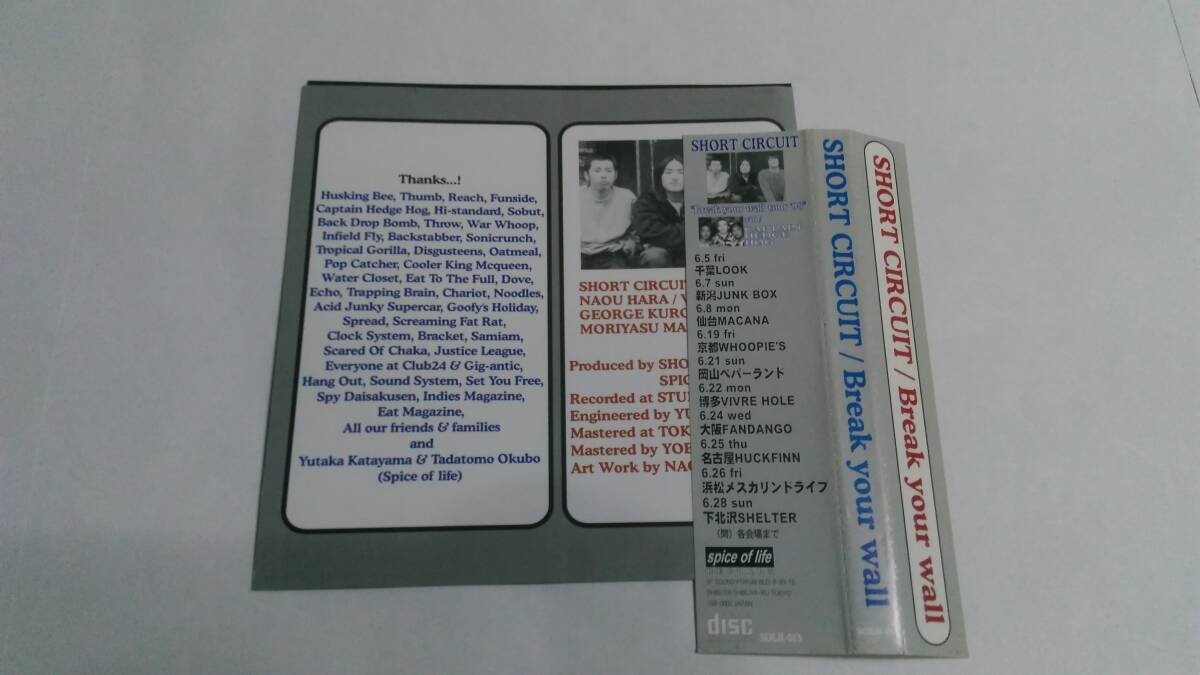 Thanks...!
Husking Bee, Thumb, Reach, Funside,
Captain Hedge Hog, Hi-standard, Sobut,
Back Drop Bomb, Throw, War Whoop,
Infield Fly, Backstabber, Sonicrunch,
Tropical Gorilla, Disgusteens, Oatmeal,
Pop Catcher, Cooler King Mcqueen,
Water Closet, Eat To The Full, Dove,
Echo, Trapping Brain, Chariot, Noodles,
Acid Junky Supercar, Goofy's Holiday,
Spread, Screaming Fat Rat,
Clock System, Bracket, Samiam,
Scared Of Chaka, Justice League,
Everyone at Club24 & Gig-antic,
Hang Out, Sound System, Set You Free,
Spy Daisakusen, Indies Magazine,
Eat Magazine,
All our friends & families
and
Yutaka Katayama & Tadatomo Okubo
(Spice of life)
SHORT CIRCUIT
NAOU HARA /
GEORGE KURO
MORIYASU MA
Produced by SHO
SPIC
Recorded at STU
Engineered by YU
Mastered at TOK
Mastered by YOE
Art Work by NAO
SHORT CIRCUIT
"Break your wall tour '98"
6.5 fri
千葉LOOK
6.7 sun
新潟JUNK BOX
6.8 mon
仙台MACANA
6.19 fri
京都WHOOPIE'S
6.21 sun
岡山ペパーランド
6.22 mon
博多VIVRE HOLE
6.24 wed
大阪FANDANGO
6.25 thu
名古屋HUCKFINN
6.26 fri
浜松メスカリンドライフ
6.28 sun
下北沢SHELTER
(問) 各会場まで
spice of life
disc
SHORT CIRCUIT / Break your wall
SHORT CIRCUIT / Break your wall